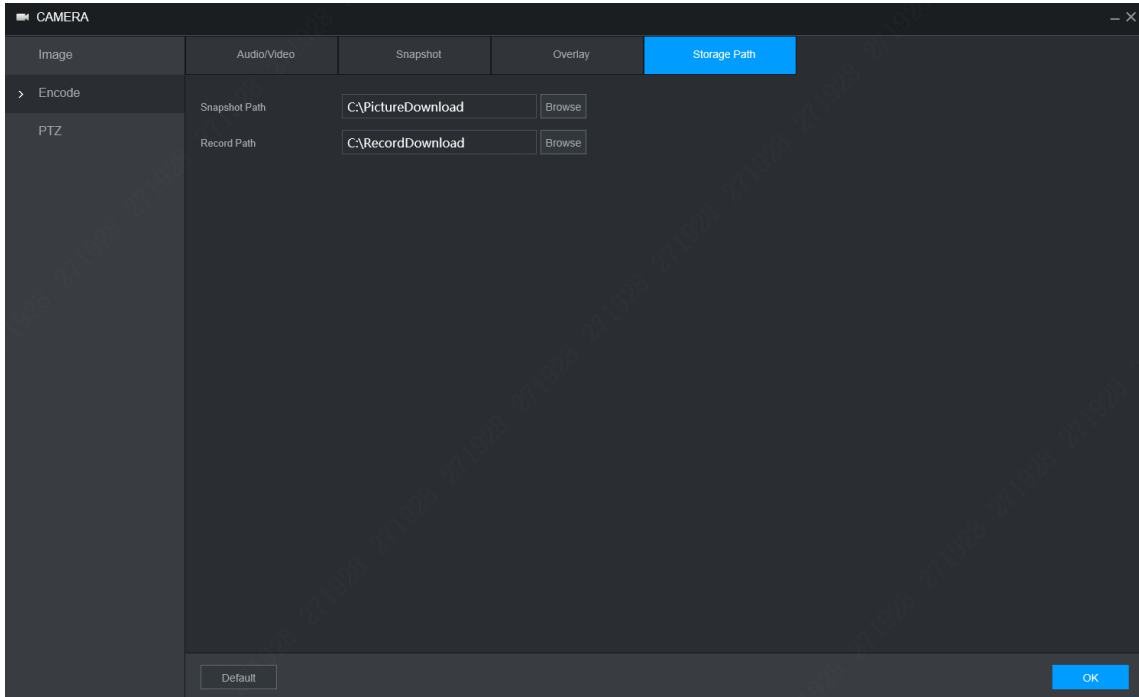 CAMERA
Image
Encode
PTZ
Audio/Video
Snapshot
Overlay
Storage Path
Snapshot Path
C:\PictureDownload
Browse
Record Path
C:\RecordDownload
Browse
Default
OK